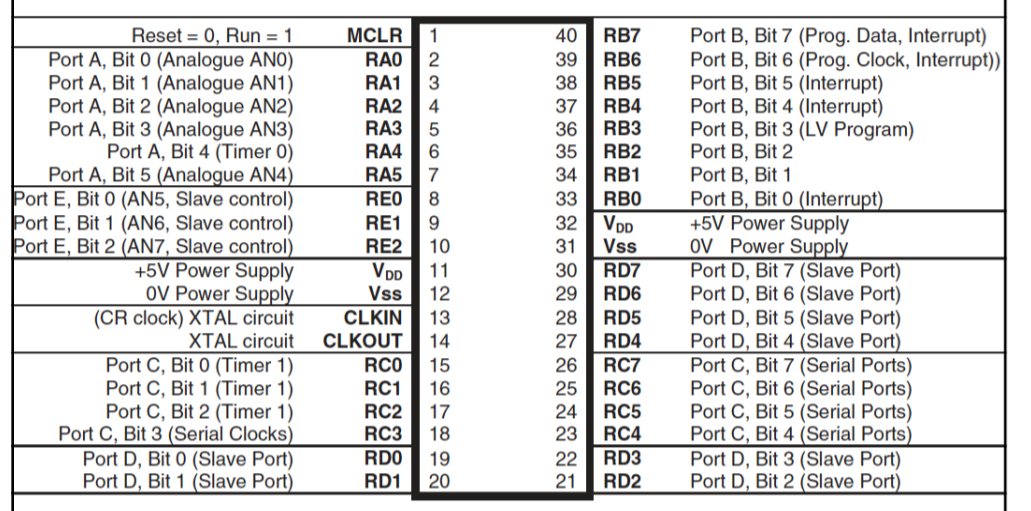 Reset = 0, Run = 1 MCLR 1 40 RB7 Port B, Bit 7 (Prog. Data, Interrupt)
Port A, Bit 0 (Analogue AN0) RA0 2 39 RB6 Port B, Bit 6 (Prog. Clock, Interrupt))
Port A, Bit 1 (Analogue AN1) RA1 3 38 RB5 Port B, Bit 5 (Interrupt)
Port A, Bit 2 (Analogue AN2) RA2 4 37 RB4 Port B, Bit 4 (Interrupt)
Port A, Bit 3 (Analogue AN3) RA3 5 36 RB3 Port B, Bit 3 (LV Program)
Port A, Bit 4 (Timer 0) RA4 6 35 RB2 Port B, Bit 2
Port A, Bit 5 (Analogue AN4) RA5 7 34 RB1 Port B, Bit 1
Port E, Bit 0 (AN5, Slave control) RE0 8 33 RB0 Port B, Bit 0 (Interrupt)
Port E, Bit 1 (AN6, Slave control) RE1 9 32 VDD +5V Power Supply
Port E, Bit 2 (AN7, Slave control) RE2 10 31 Vss 0V Power Supply
+5V Power Supply VDD 11 30 RD7 Port D, Bit 7 (Slave Port)
0V Power Supply Vss 12 29 RD6 Port D, Bit 6 (Slave Port)
(CR clock) XTAL circuit CLKIN 13 28 RD5 Port D, Bit 5 (Slave Port)
XTAL circuit CLKOUT 14 27 RD4 Port D, Bit 4 (Slave Port)
Port C, Bit 0 (Timer 1) RC0 15 26 RC7 Port C, Bit 7 (Serial Ports)
Port C, Bit 1 (Timer 1) RC1 16 25 RC6 Port C, Bit 6 (Serial Ports)
Port C, Bit 2 (Timer 1) RC2 17 24 RC5 Port C, Bit 5 (Serial Ports)
Port C, Bit 3 (Serial Clocks) RC3 18 23 RC4 Port C, Bit 4 (Serial Ports)
Port D, Bit 0 (Slave Port) RD0 19 22 RD3 Port D, Bit 3 (Slave Port)
Port D, Bit 1 (Slave Port) RD1 20 21 RD2 Port D, Bit 2 (Slave Port)